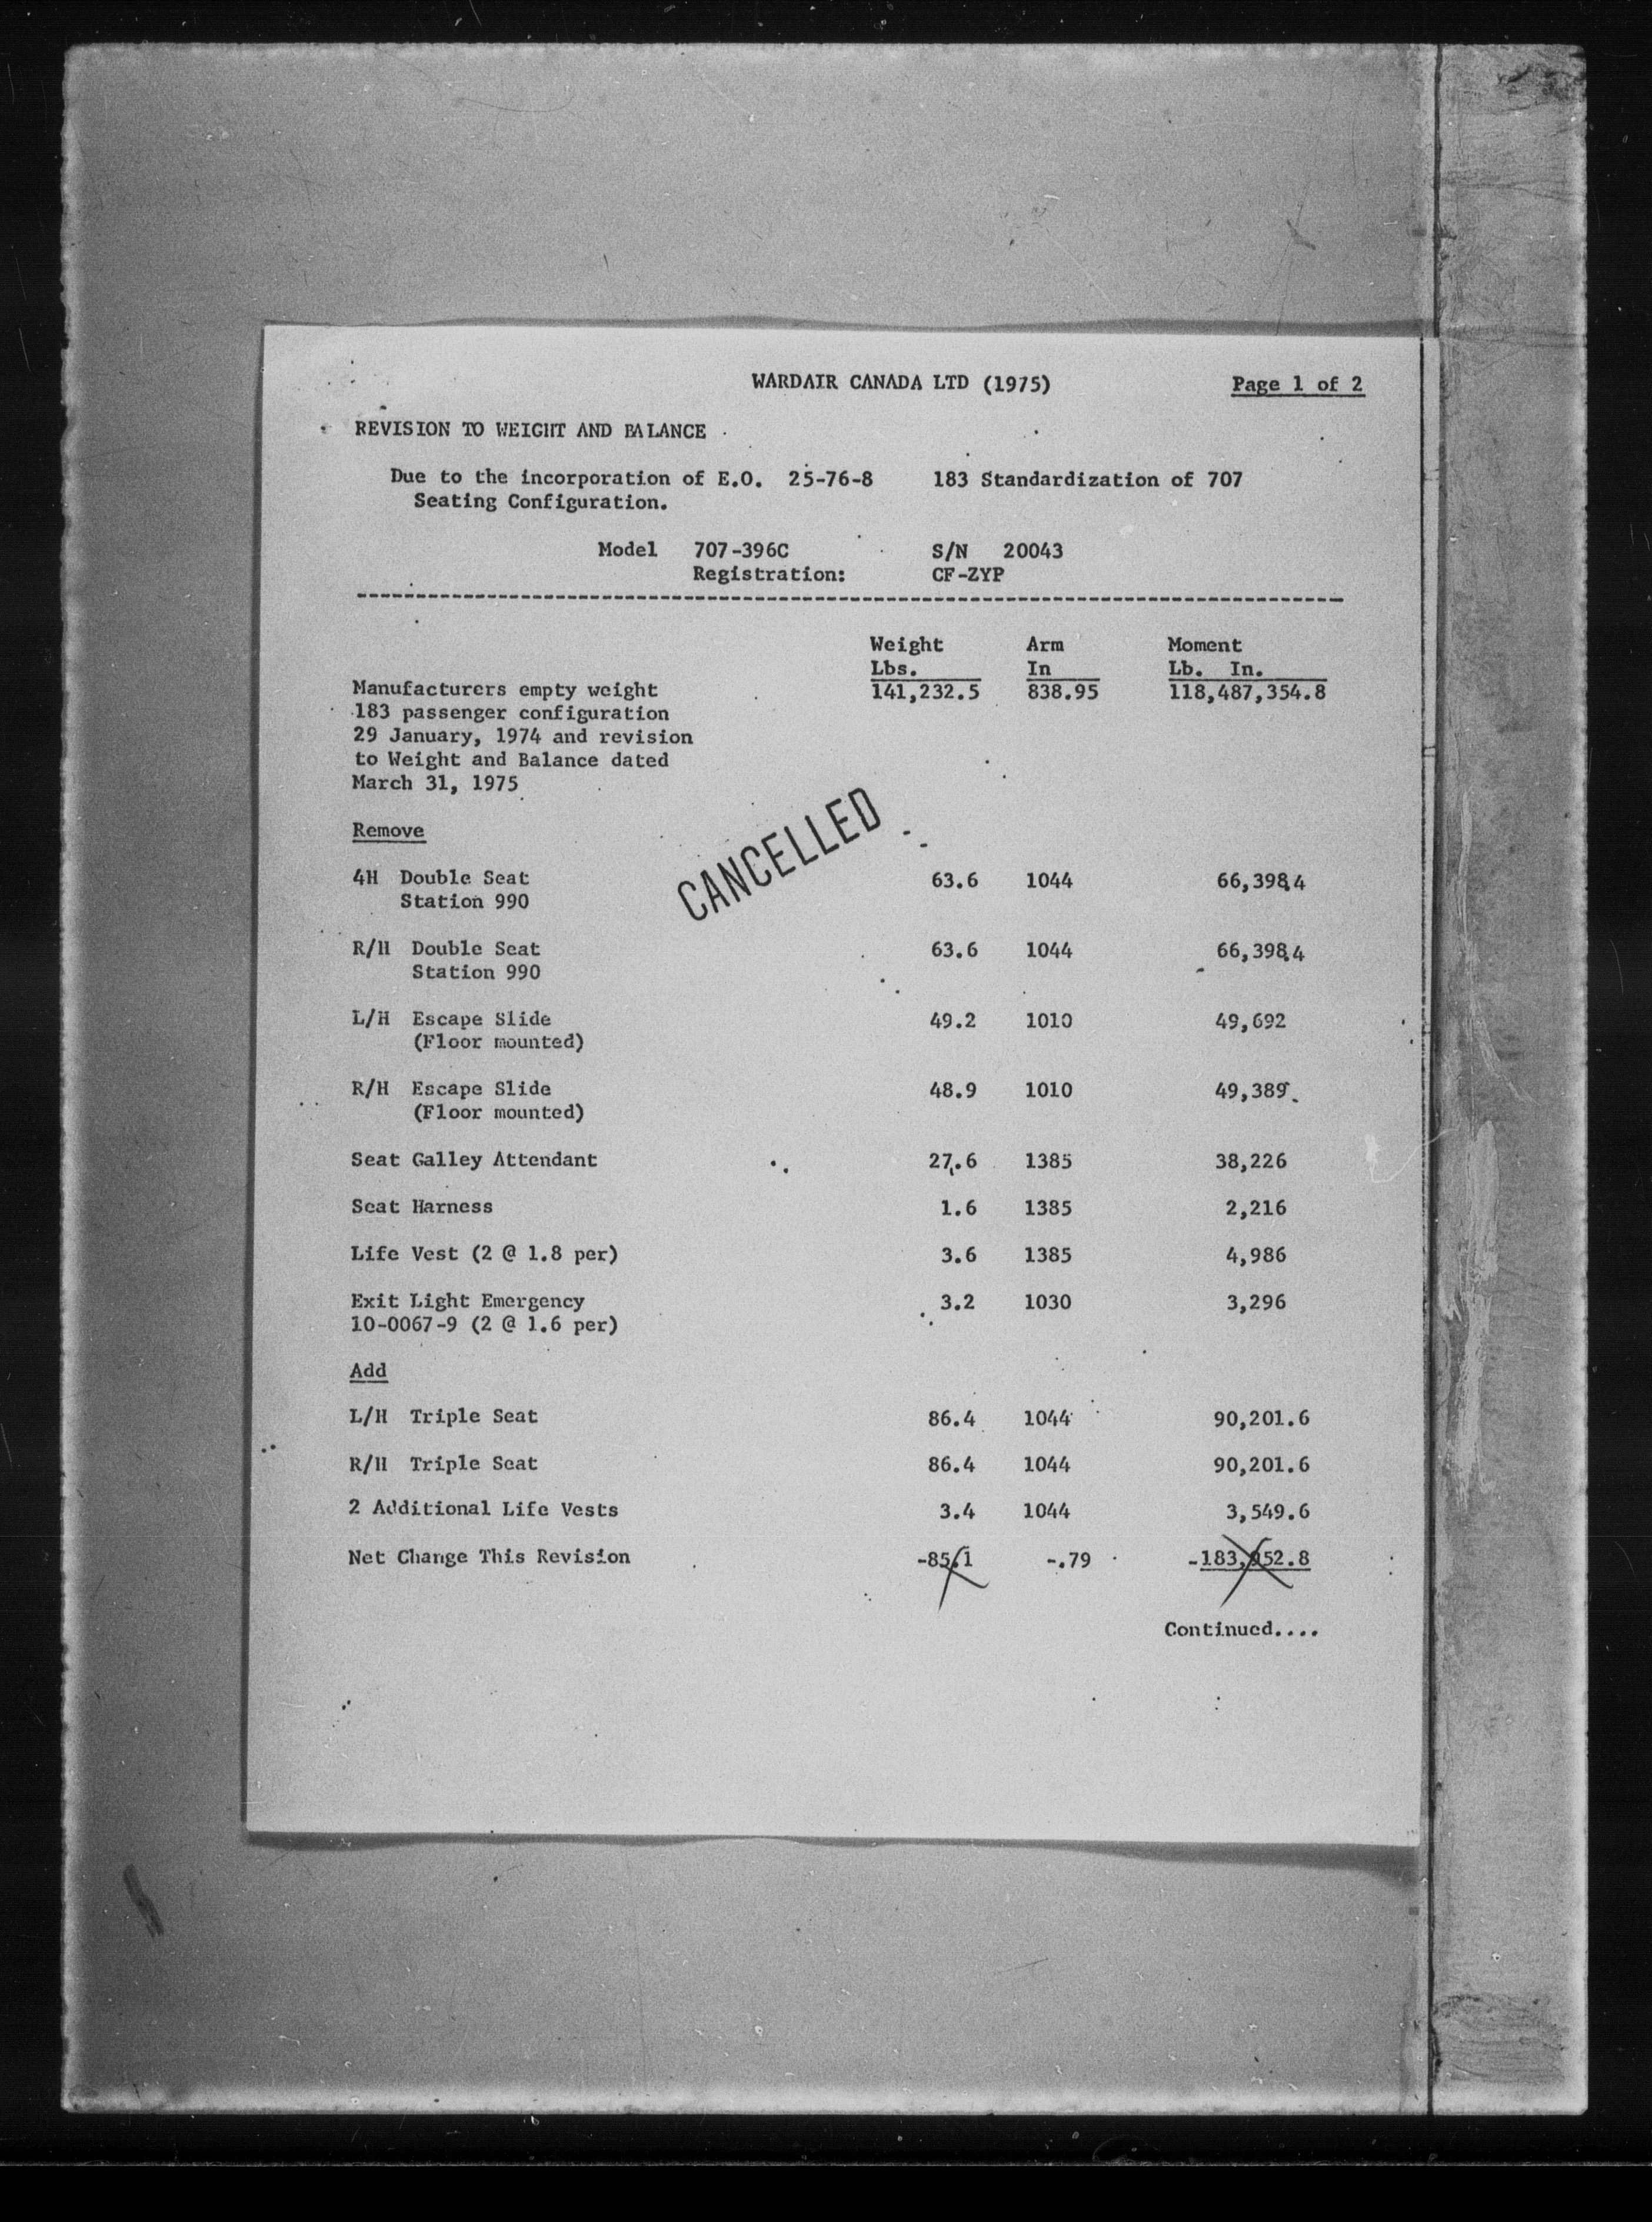 WARDAIR CANADA LTD (1975) Page 1 of 2
REVISION TO WEIGHT AND BALANCE
Due to the incorporation of E.O. 25-76-8 183 Standardization of 707
Seating Configuration.
Model 707-396C S/N 20043
Registration: CF-ZYP
Weight Arm Moment
Lbs. In Lb. In.
Manufacturers empty weight 141,232.5 838.95 118,487,354.8
183 passenger configuration
29 January, 1974 and revision
to Weight and Balance dated
March 31, 1975
CANCELLED
Remove
4H Double Seat 63.6 1044 66,398.4
Station 990
R/H Double Seat 63.6 1044 66,398.4
Station 990
L/H Escape Slide 49.2 1010 49,692
(Floor mounted)
R/H Escape Slide 48.9 1010 49,389
(Floor mounted)
Seat Galley Attendant 27.6 1385 38,226
Seat Harness 1.6 1385 2,216
Life Vest (2 @ 1.8 per) 3.6 1385 4,986
Exit Light Emergency 3.2 1030 3,296
10-0067-9 (2 @ 1.6 per)
Add
L/H Triple Seat 86.4 1044 90,201.6
R/H Triple Seat 86.4 1044 90,201.6
2 Additional Life Vests 3.4 1044 3,549.6
Net Change This Revision -85.1 -.79 -183,952.8
Continued....